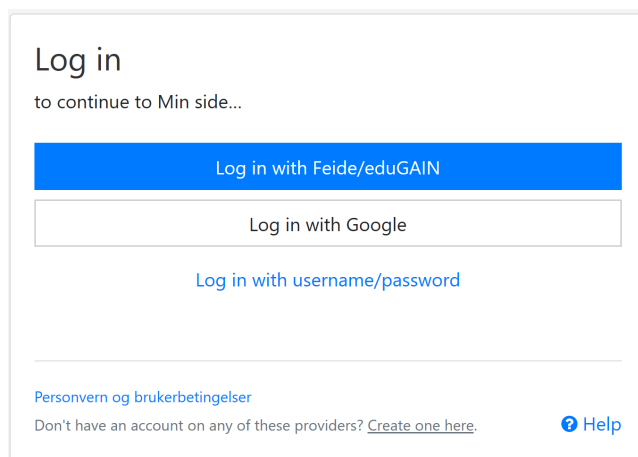 Log in
to continue to Min side...
Log in with Feide/eduGAIN
Log in with Google
Log in with username/password
Personvern og brukerbetingelser
Don't have an account on any of these providers? Create one here.
Help